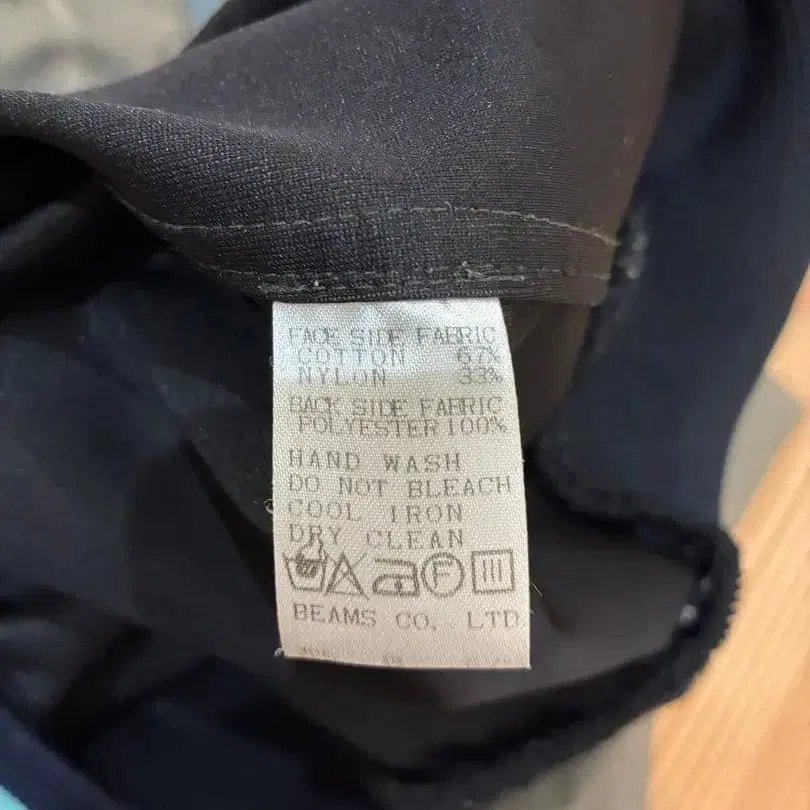 FACE SIDE FABRIC
COTTON 67%
NYLON 33%
BACK SIDE FABRIC
POLYESTER100%
HAND WASH
DO NOT BLEACH
COOL IRON
DRY CLEAN
F
BEAMS CO. LTD.